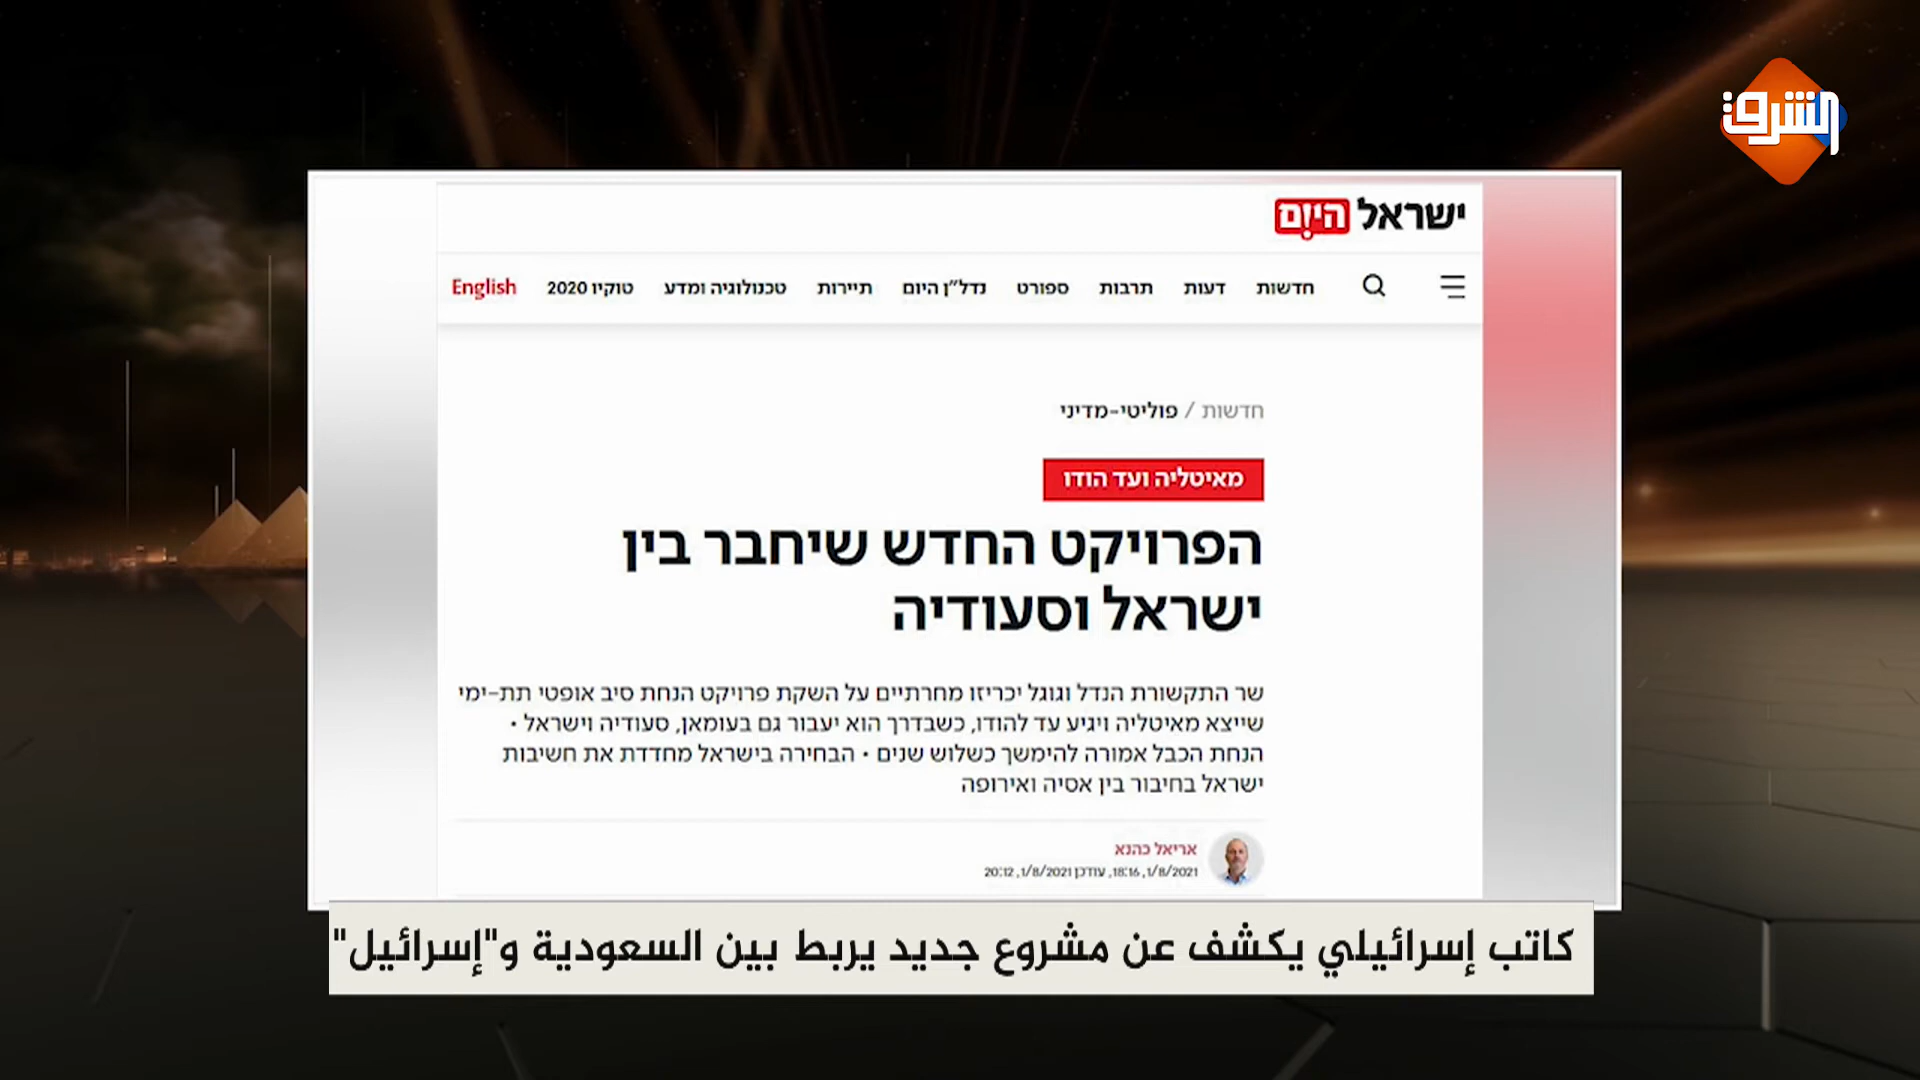 الشرق
ישראל היום
חדשות דעות תרבות ספורט נדל"ן היום תיירות טכנולוגיה ומדע טוקיו 2020 English
חדשות / פוליטי-מדיני
מאיטליה ועד הודו
הפרויקט החדש שיחבר בין
ישראל וסעודיה
שר התקשורת הנדל וגוגל יכריזו מחרתיים על השקת פרויקט הנחת סיב אופטי תת-ימי
שייצא מאיטליה ויגיע עד להודו, כשבדרך הוא יעבור גם בעומאן, סעודיה וישראל •
הנחת הכבל אמורה להימשך כשלוש שנים • הבחירה בישראל מחדדת את חשיבות
ישראל בחיבור בין אסיה ואירופה
אריאל כהנא
1/8/2021, 18:16, עודכן 1/8/2021, 20:12
كاتب إسرائيلي يكشف عن مشروع جديد يربط بين السعودية و"إسرائيل"